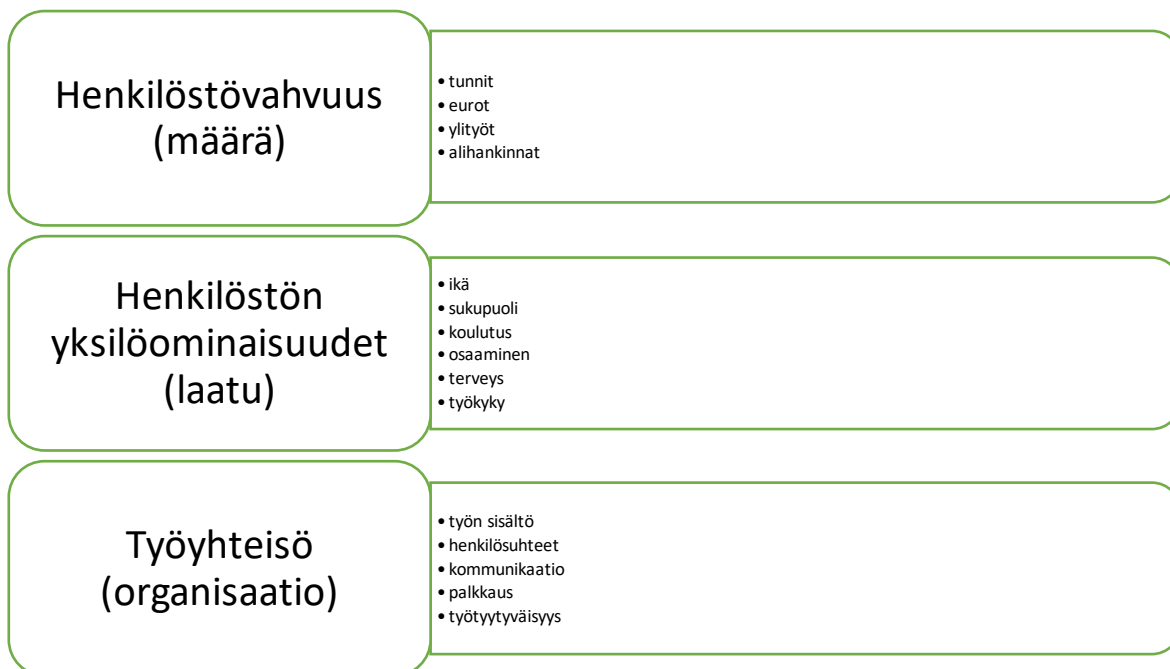 Henkilöstövahvuus
(määrä)
• tunnit
• eurot
• ylityöt
• alihankinnat
Henkilöstön
yksilöominaisuudet
(laatu)
• ikä
• sukupuoli
• koulutus
• osaaminen
• terveys
• työkyky
Työyhteisö
(organisaatio)
• työn sisältö
• henkilösuhteet
• kommunikaatio
• palkkaus
• työtyytyväisyys